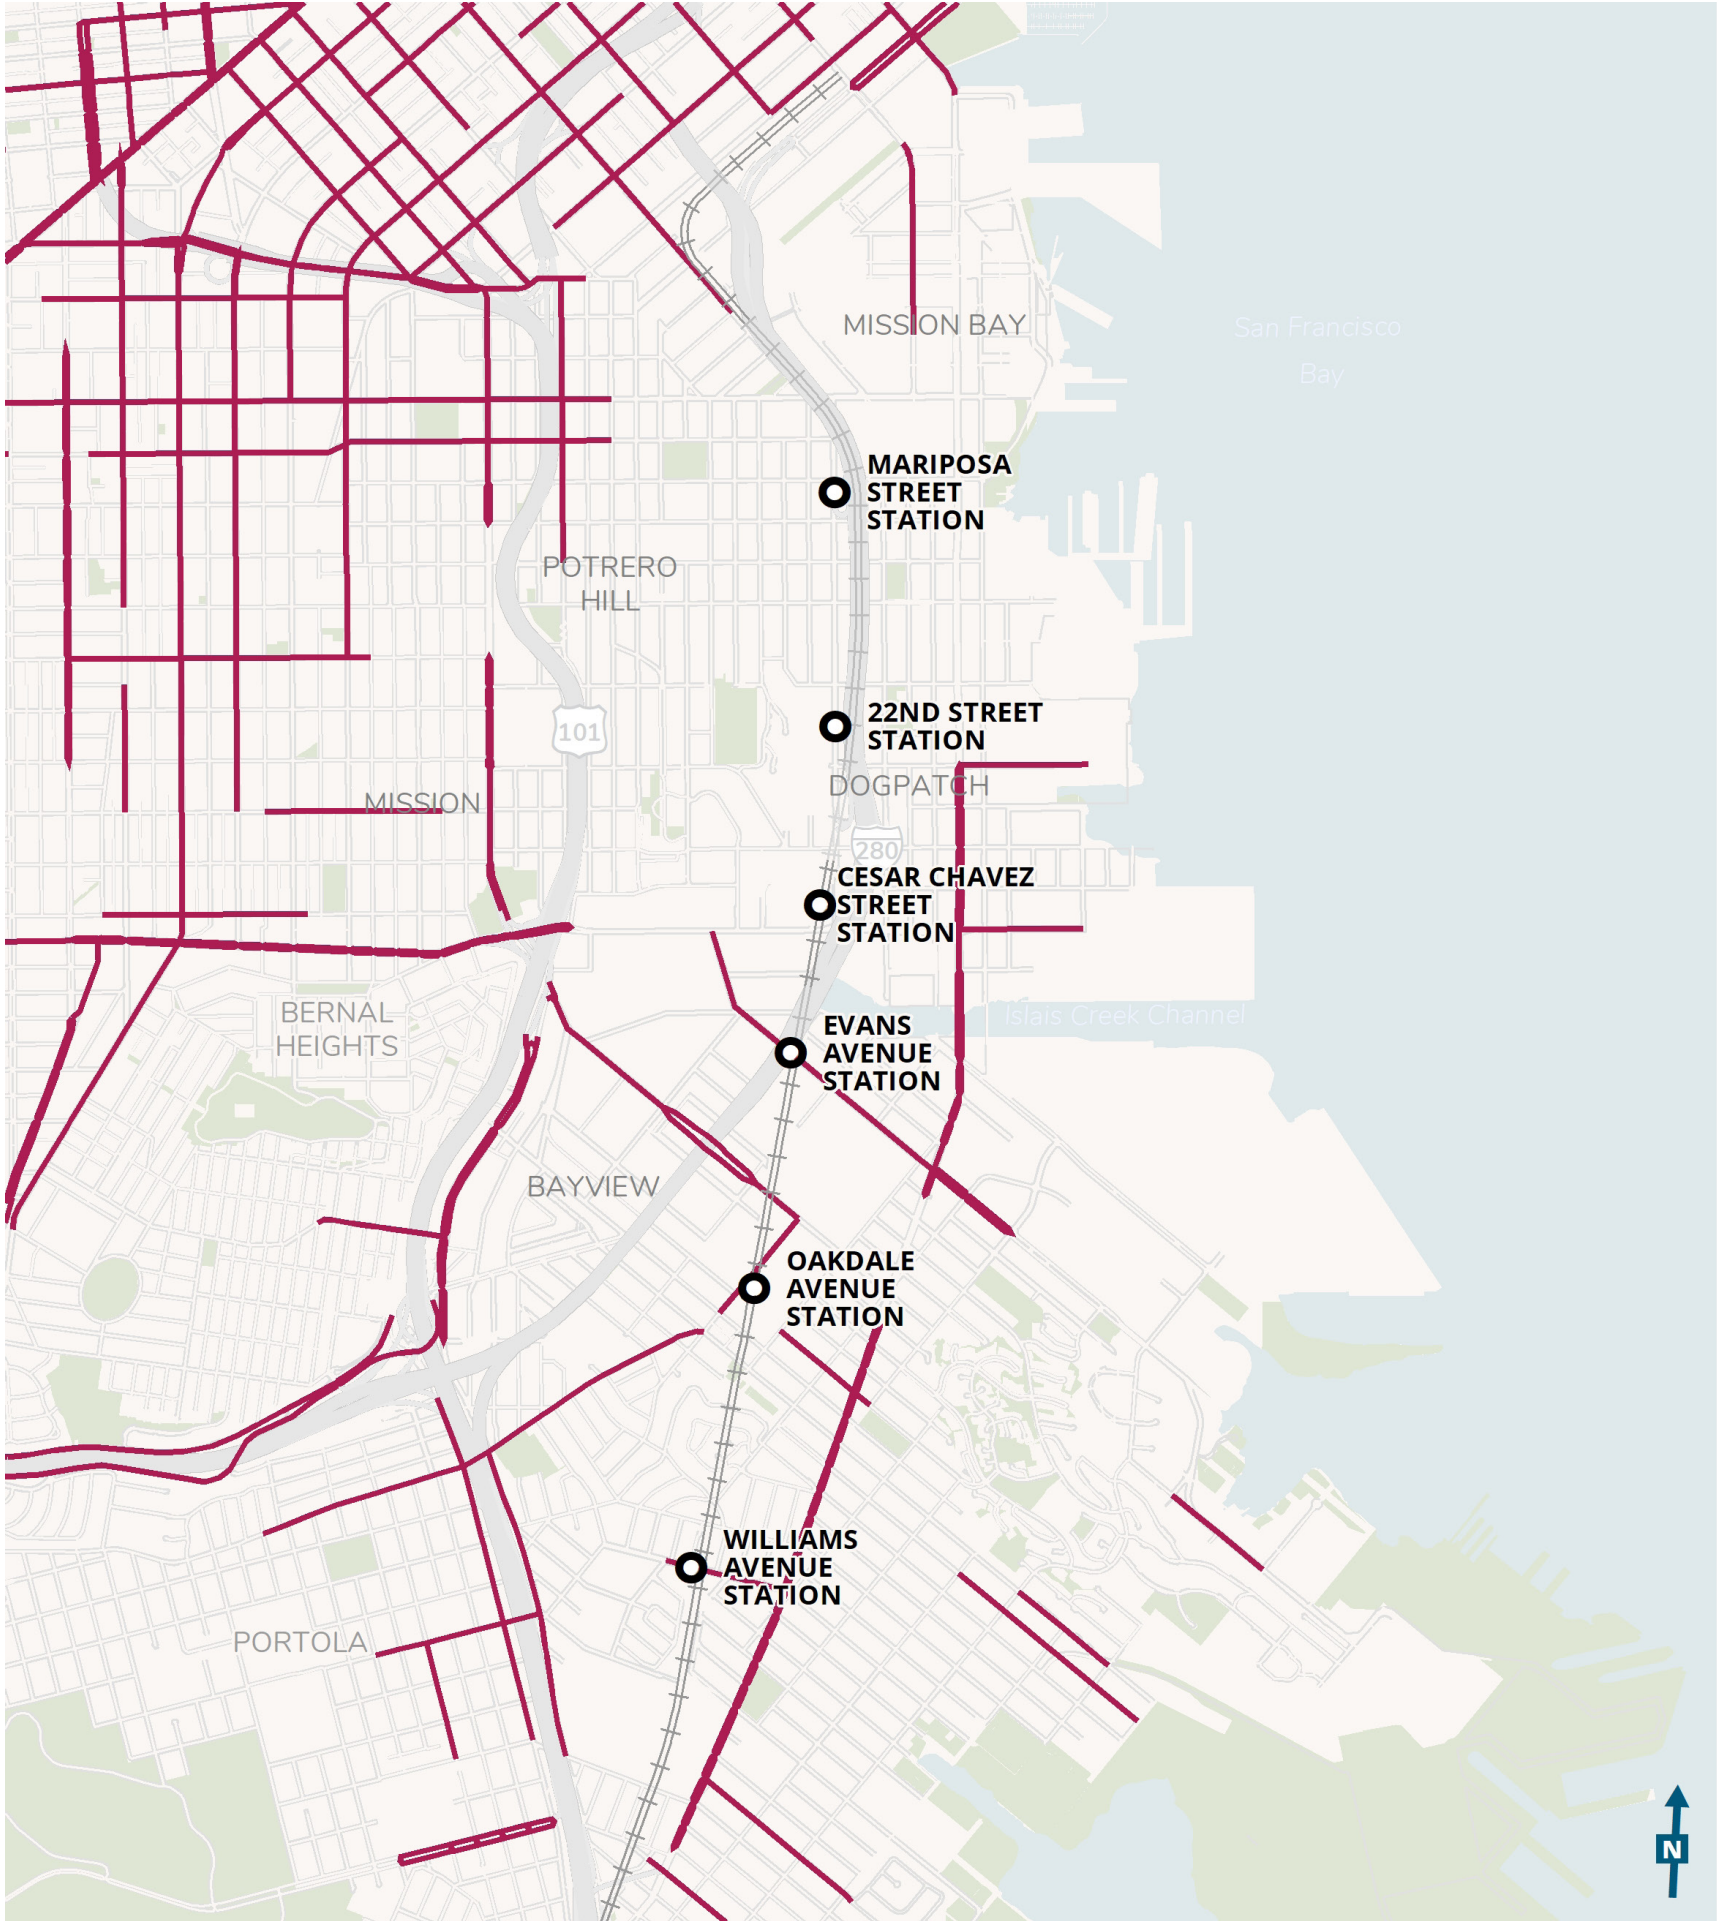 San Francisco
Bay
MISSION BAY
MARIPOSA
STREET
STATION
POTRERO
HILL
101
22ND STREET
STATION
DOGPATCH
MISSION
280
CESAR CHAVEZ
STREET
STATION
BERNAL
HEIGHTS
Islais Creek Channel
EVANS
AVENUE
STATION
BAYVIEW
OAKDALE
AVENUE
STATION
WILLIAMS
AVENUE
STATION
PORTOLA
N